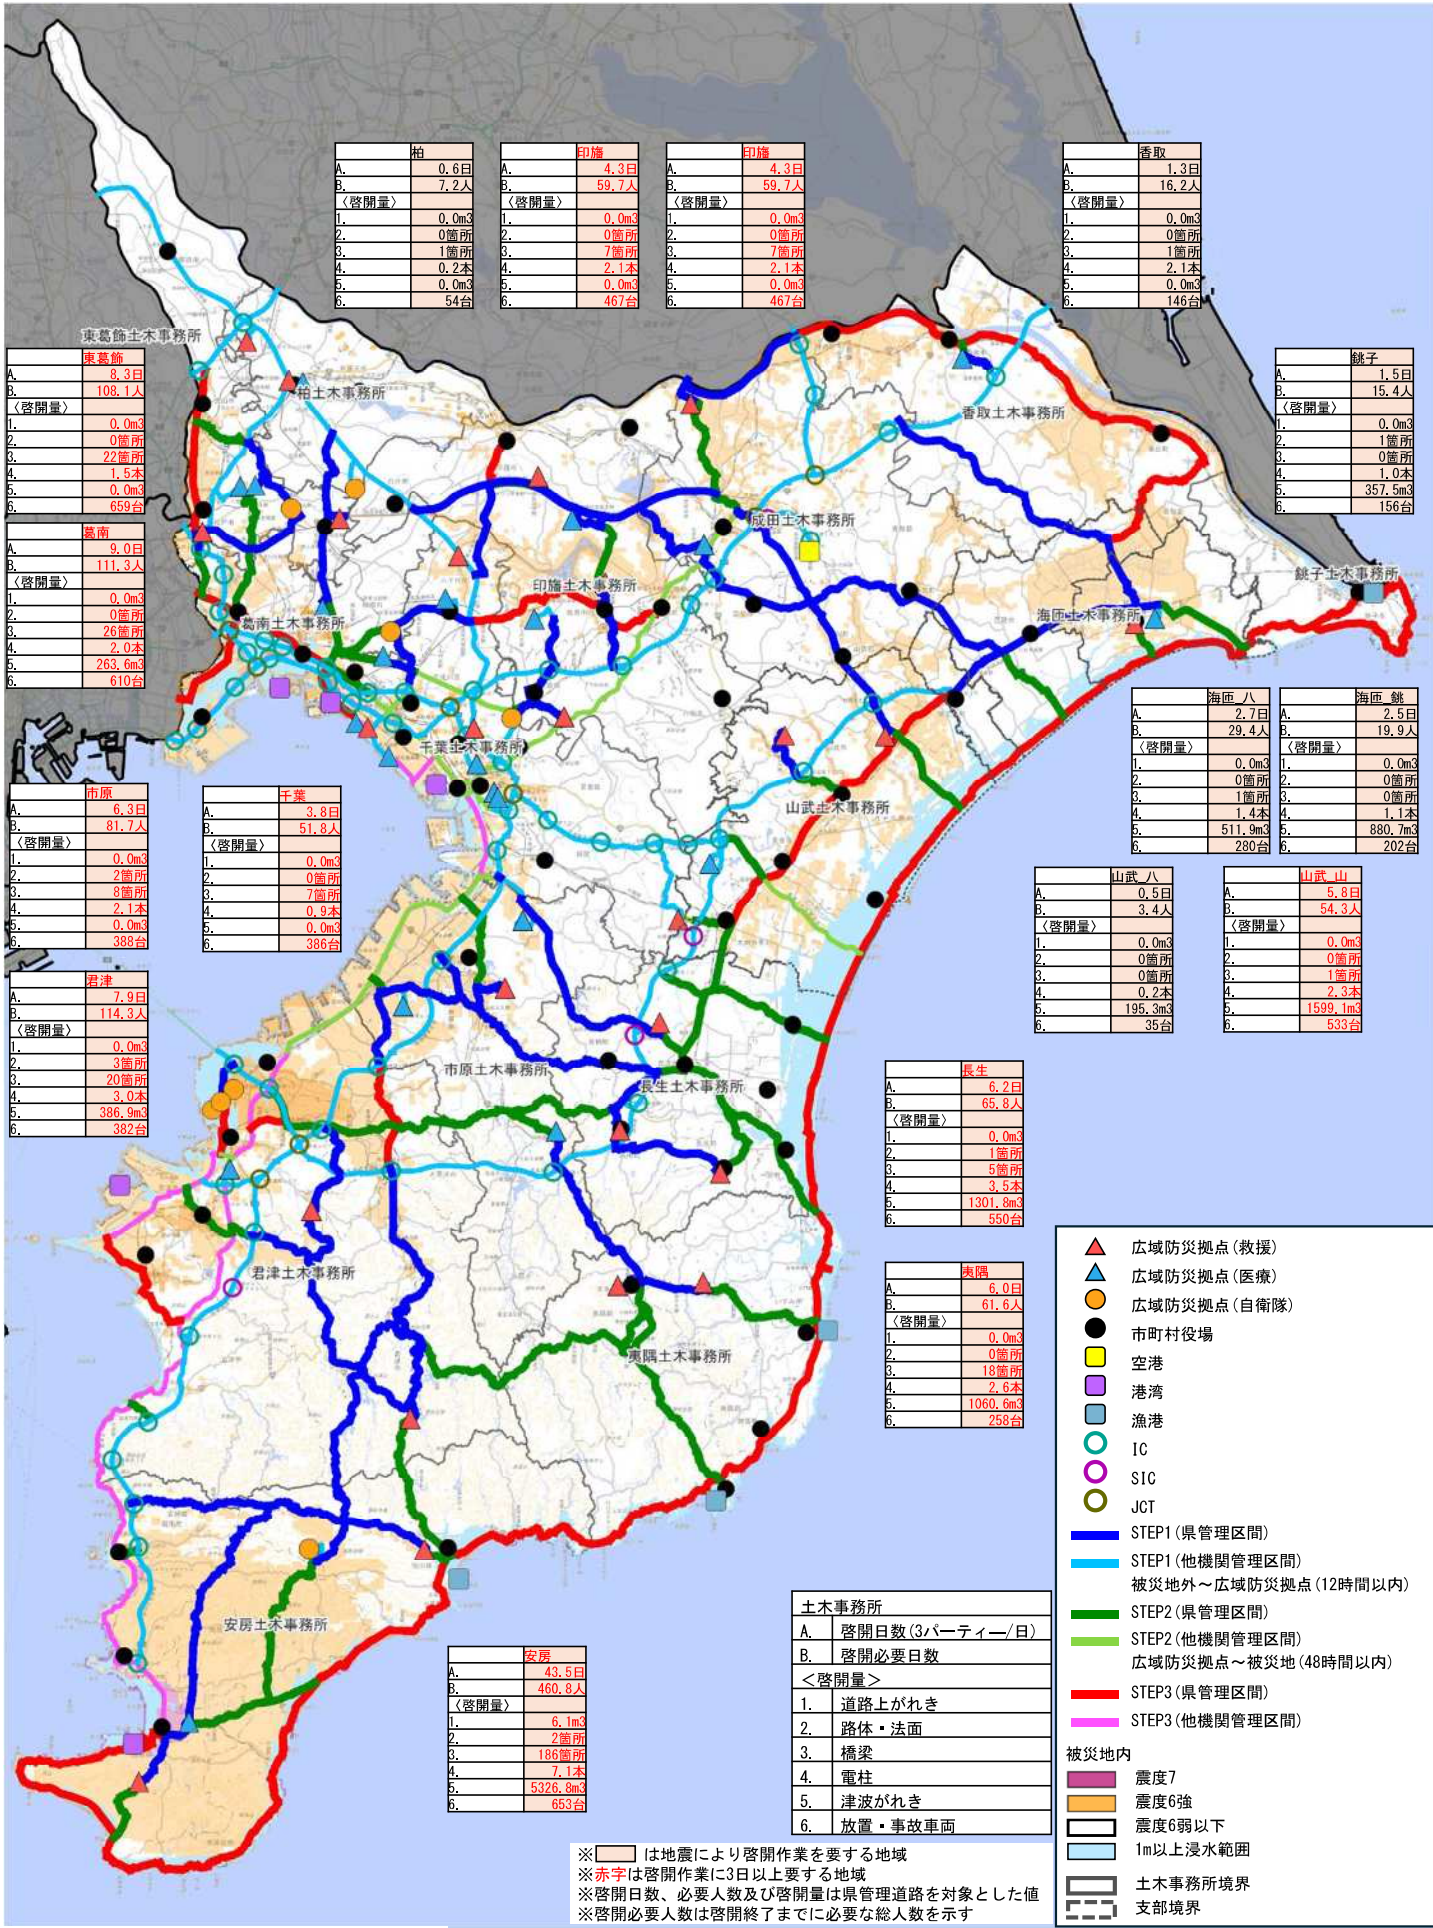 柏
A. 0.6日
B. 7.2人
〈啓開量〉
1. 0.0m3
2. 0箇所
3. 1箇所
4. 0.2本
5. 0.0m3
6. 54台
印旛
A. 4.3日
B. 59.7人
〈啓開量〉
1. 0.0m3
2. 0箇所
3. 7箇所
4. 2.1本
5. 0.0m3
6. 467台
印旛
A. 4.3日
B. 59.7人
〈啓開量〉
1. 0.0m3
2. 0箇所
3. 7箇所
4. 2.1本
5. 0.0m3
6. 467台
香取
A. 1.3日
B. 16.2人
〈啓開量〉
1. 0.0m3
2. 0箇所
3. 1箇所
4. 2.1本
5. 0.0m3
6. 146台
東葛飾
A. 8.3日
B. 108.1人
〈啓開量〉
1. 0.0m3
2. 0箇所
3. 22箇所
4. 1.5本
5. 0.0m3
6. 659台
銚子
A. 1.5日
B. 15.4人
〈啓開量〉
1. 0.0m3
2. 1箇所
3. 0箇所
4. 1.0本
5. 357.5m3
6. 156台
葛南
A. 9.0日
B. 111.3人
〈啓開量〉
1. 0.0m3
2. 0箇所
3. 26箇所
4. 2.0本
5. 263.6m3
6. 610台
東葛飾土木事務所
柏土木事務所
香取土木事務所
成田土木事務所
印旛土木事務所
銚子土木事務所
海匝土木事務所
葛南土木事務所
千葉土木事務所
山武土木事務所
海匝_八
A. 2.7日
B. 29.4人
〈啓開量〉
1. 0.0m3
2. 0箇所
3. 1箇所
4. 1.4本
5. 511.9m3
6. 280台
海匝_銚
A. 2.5日
B. 19.9人
〈啓開量〉
1. 0.0m3
2. 0箇所
3. 0箇所
4. 1.1本
5. 880.7m3
6. 202台
市原
A. 6.3日
B. 81.7人
〈啓開量〉
1. 0.0m3
2. 2箇所
3. 8箇所
4. 2.1本
5. 0.0m3
6. 388台
千葉
A. 3.8日
B. 51.8人
〈啓開量〉
1. 0.0m3
2. 0箇所
3. 7箇所
4. 0.9本
5. 0.0m3
6. 386台
山武_八
A. 0.5日
B. 3.4人
〈啓開量〉
1. 0.0m3
2. 0箇所
3. 0箇所
4. 0.2本
5. 195.3m3
6. 35台
山武_山
A. 5.8日
B. 54.3人
〈啓開量〉
1. 0.0m3
2. 0箇所
3. 1箇所
4. 2.3本
5. 1599.1m3
6. 533台
君津
A. 7.9日
B. 114.3人
〈啓開量〉
1. 0.0m3
2. 3箇所
3. 20箇所
4. 3.0本
5. 386.9m3
6. 382台
市原土木事務所
長生土木事務所
君津土木事務所
夷隅土木事務所
安房土木事務所
長生
A. 6.2日
B. 65.8人
〈啓開量〉
1. 0.0m3
2. 1箇所
3. 5箇所
4. 3.5本
5. 1301.8m3
6. 550台
夷隅
A. 6.0日
B. 61.6人
〈啓開量〉
1. 0.0m3
2. 0箇所
3. 18箇所
4. 2.6本
5. 1060.6m3
6. 258台
安房
A. 43.5日
B. 460.8人
〈啓開量〉
1. 6.1m3
2. 2箇所
3. 186箇所
4. 7.1本
5. 5326.8m3
6. 653台
土木事務所
A. 啓開日数(3パーティー/日)
B. 啓開必要日数
＜啓開量＞
1. 道路上がれき
2. 路体・法面
3. 橋梁
4. 電柱
5. 津波がれき
6. 放置・事故車両
広域防災拠点(救援)
広域防災拠点(医療)
広域防災拠点(自衛隊)
市町村役場
空港
港湾
漁港
IC
SIC
JCT
STEP1(県管理区間)
STEP1(他機関管理区間)
被災地外～広域防災拠点(12時間以内)
STEP2(県管理区間)
STEP2(他機関管理区間)
広域防災拠点～被災地(48時間以内)
STEP3(県管理区間)
STEP3(他機関管理区間)
被災地内
震度7
震度6強
震度6弱以下
1m以上浸水範囲
土木事務所境界
支部境界
※ は地震により啓開作業を要する地域
※赤字は啓開作業に3日以上要する地域
※啓開日数、必要人数及び啓開量は県管理道路を対象とした値
※啓開必要人数は啓開終了までに必要な総人数を示す